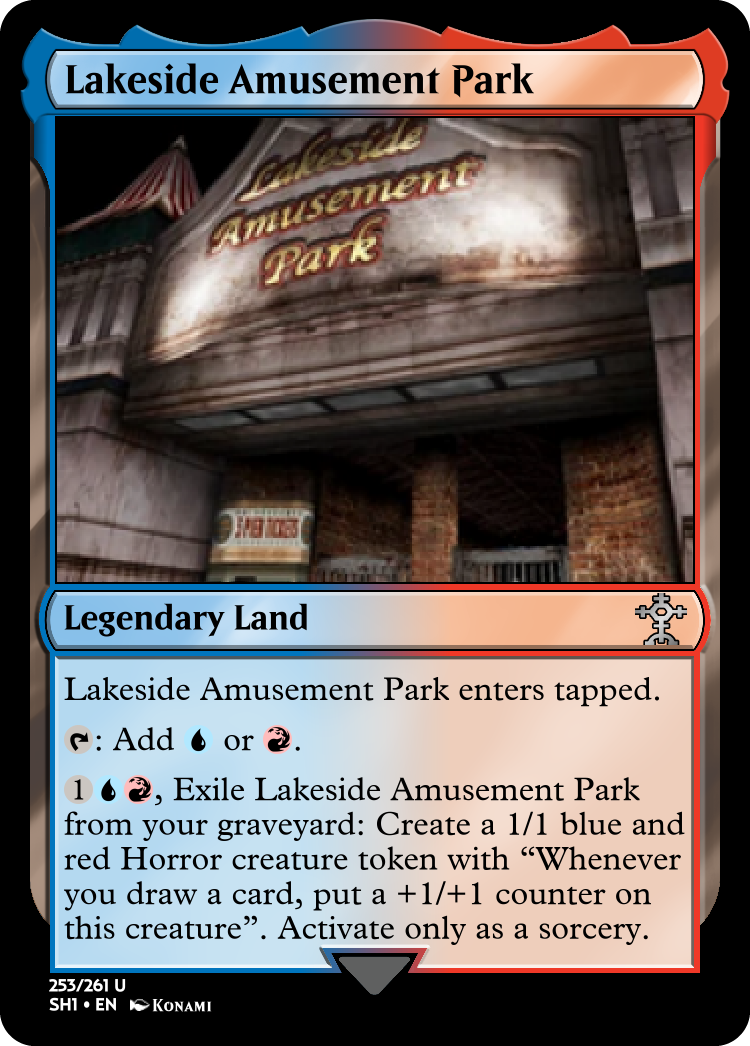 Lakeside Amusement Park
Lakeside
Amusement
Park
Legendary Land
Lakeside Amusement Park enters tapped.
: Add or .
1 , Exile Lakeside Amusement Park
from your graveyard: Create a 1/1 blue and
red Horror creature token with “Whenever
you draw a card, put a +1/+1 counter on
this creature”. Activate only as a sorcery.
253/261 U
SH1 • EN KONAMI